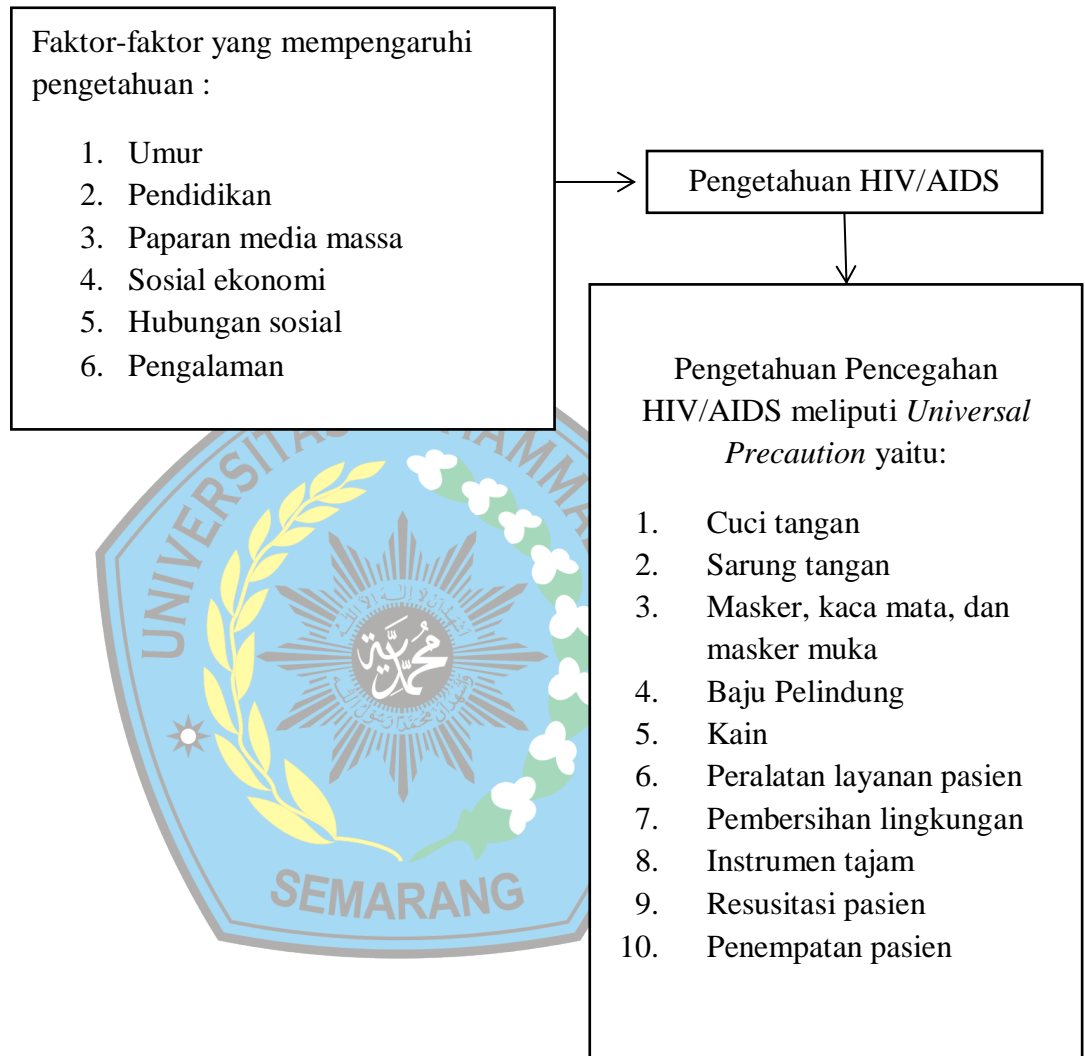 Faktor-faktor yang mempengaruhi
pengetahuan :
1. Umur
2. Pendidikan
3. Paparan media massa
4. Sosial ekonomi
5. Hubungan sosial
6. Pengalaman
Pengetahuan HIV/AIDS
Pengetahuan Pencegahan
HIV/AIDS meliputi Universal
Precaution yaitu:
1. Cuci tangan
2. Sarung tangan
3. Masker, kaca mata, dan
masker muka
4. Baju Pelindung
5. Kain
6. Peralatan layanan pasien
7. Pembersihan lingkungan
8. Instrumen tajam
9. Resusitasi pasien
10. Penempatan pasien
SEMARANG